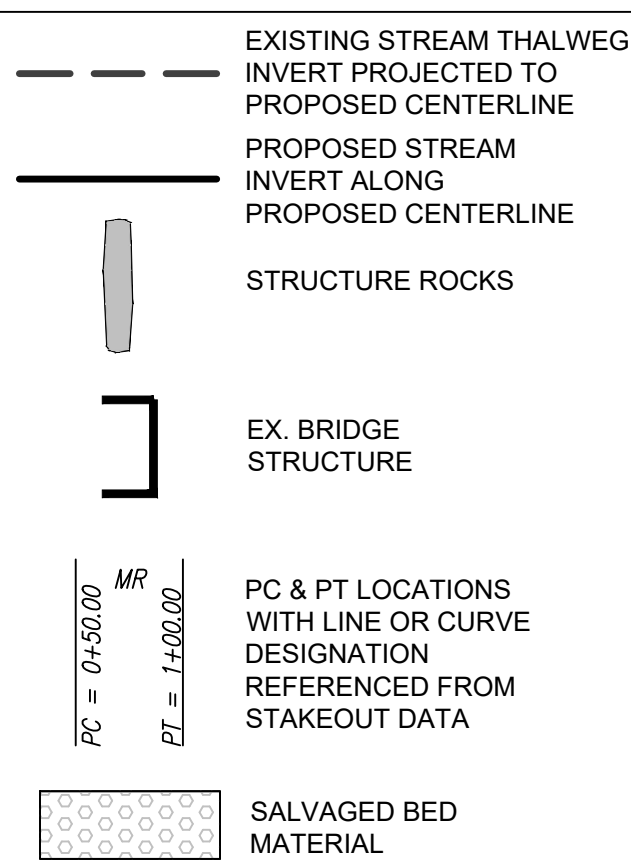 EXISTING STREAM THALWEG
INVERT PROJECTED TO
PROPOSED CENTERLINE
PROPOSED STREAM
INVERT ALONG
PROPOSED CENTERLINE
STRUCTURE ROCKS
EX. BRIDGE
STRUCTURE
PC = 0+50.00
MR
PT = 1+00.00
PC & PT LOCATIONS
WITH LINE OR CURVE
DESIGNATION
REFERENCED FROM
STAKEOUT DATA
SALVAGED BED
MATERIAL